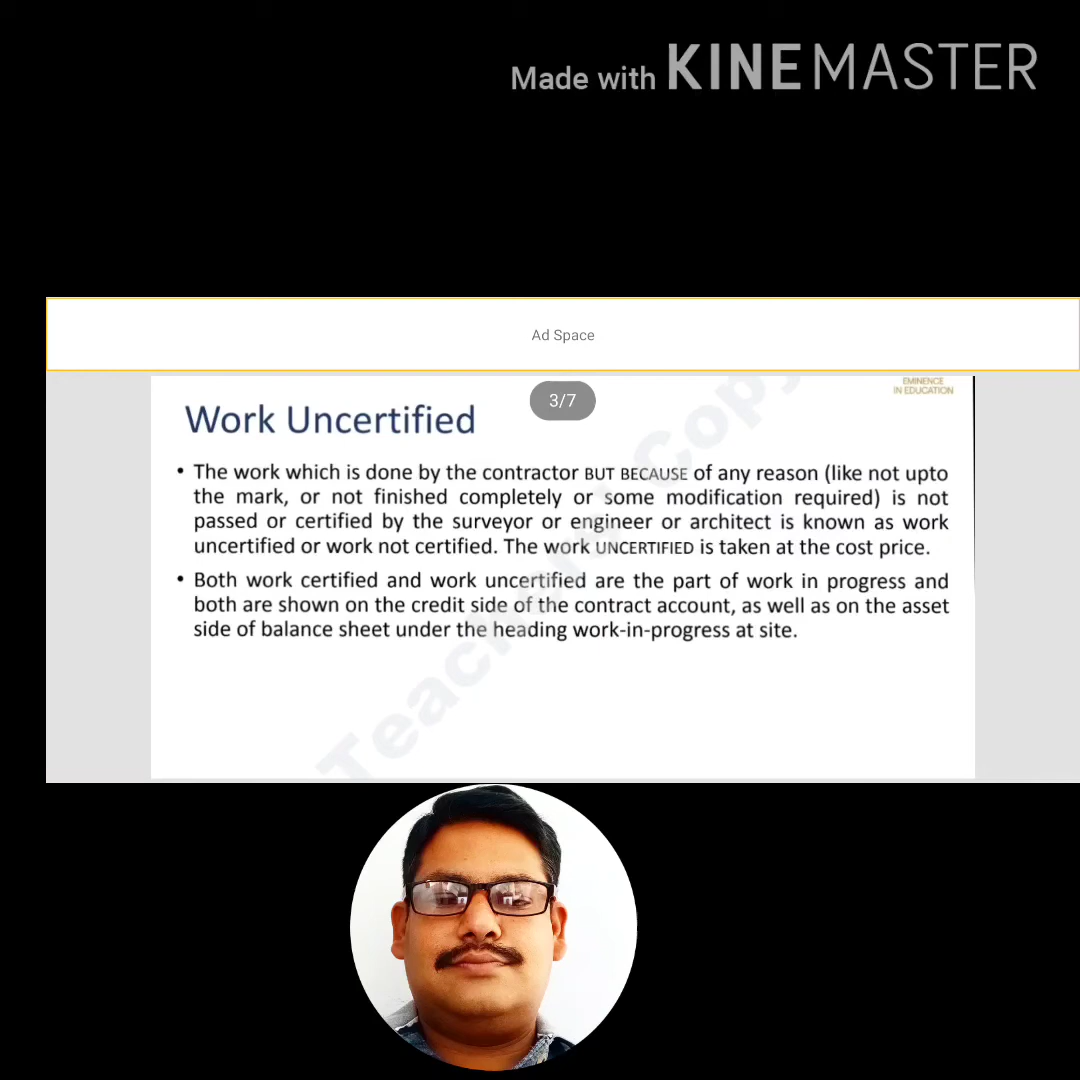 Made with KINEMASTER
Ad Space
EMINENCE
IN EDUCATION
3/7
Work Uncertified
• The work which is done by the contractor BUT BECAUSE of any reason (like not upto
the mark, or not finished completely or some modification required) is not
passed or certified by the surveyor or engineer or architect is known as work
uncertified or work not certified. The work UNCERTIFIED is taken at the cost price.
• Both work certified and work uncertified are the part of work in progress and
both are shown on the credit side of the contract account, as well as on the asset
side of balance sheet under the heading work-in-progress at site.
Teachers Copy